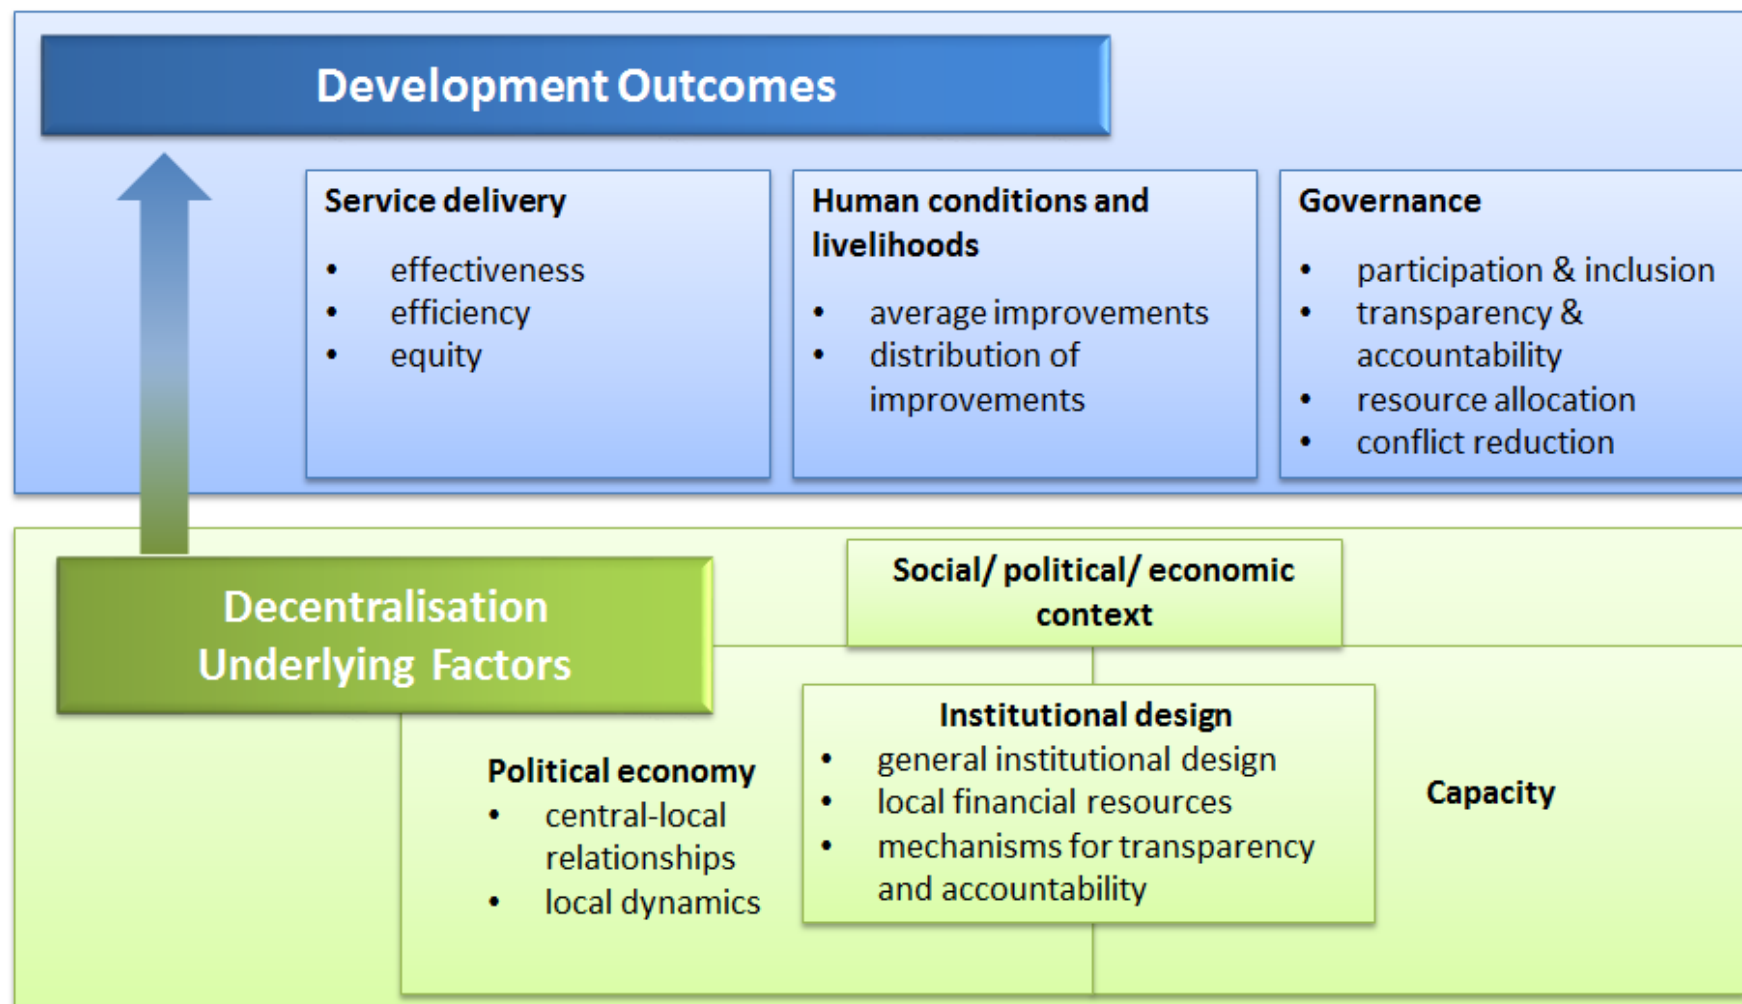 Development Outcomes
Service delivery
• effectiveness
• efficiency
• equity
Human conditions and
livelihoods
• average improvements
• distribution of
improvements
Governance
• participation & inclusion
• transparency &
accountability
• resource allocation
• conflict reduction
Decentralisation
Underlying Factors
Social/ political/ economic
context
Political economy
• central-local
relationships
• local dynamics
Institutional design
• general institutional design
• local financial resources
• mechanisms for transparency
and accountability
Capacity